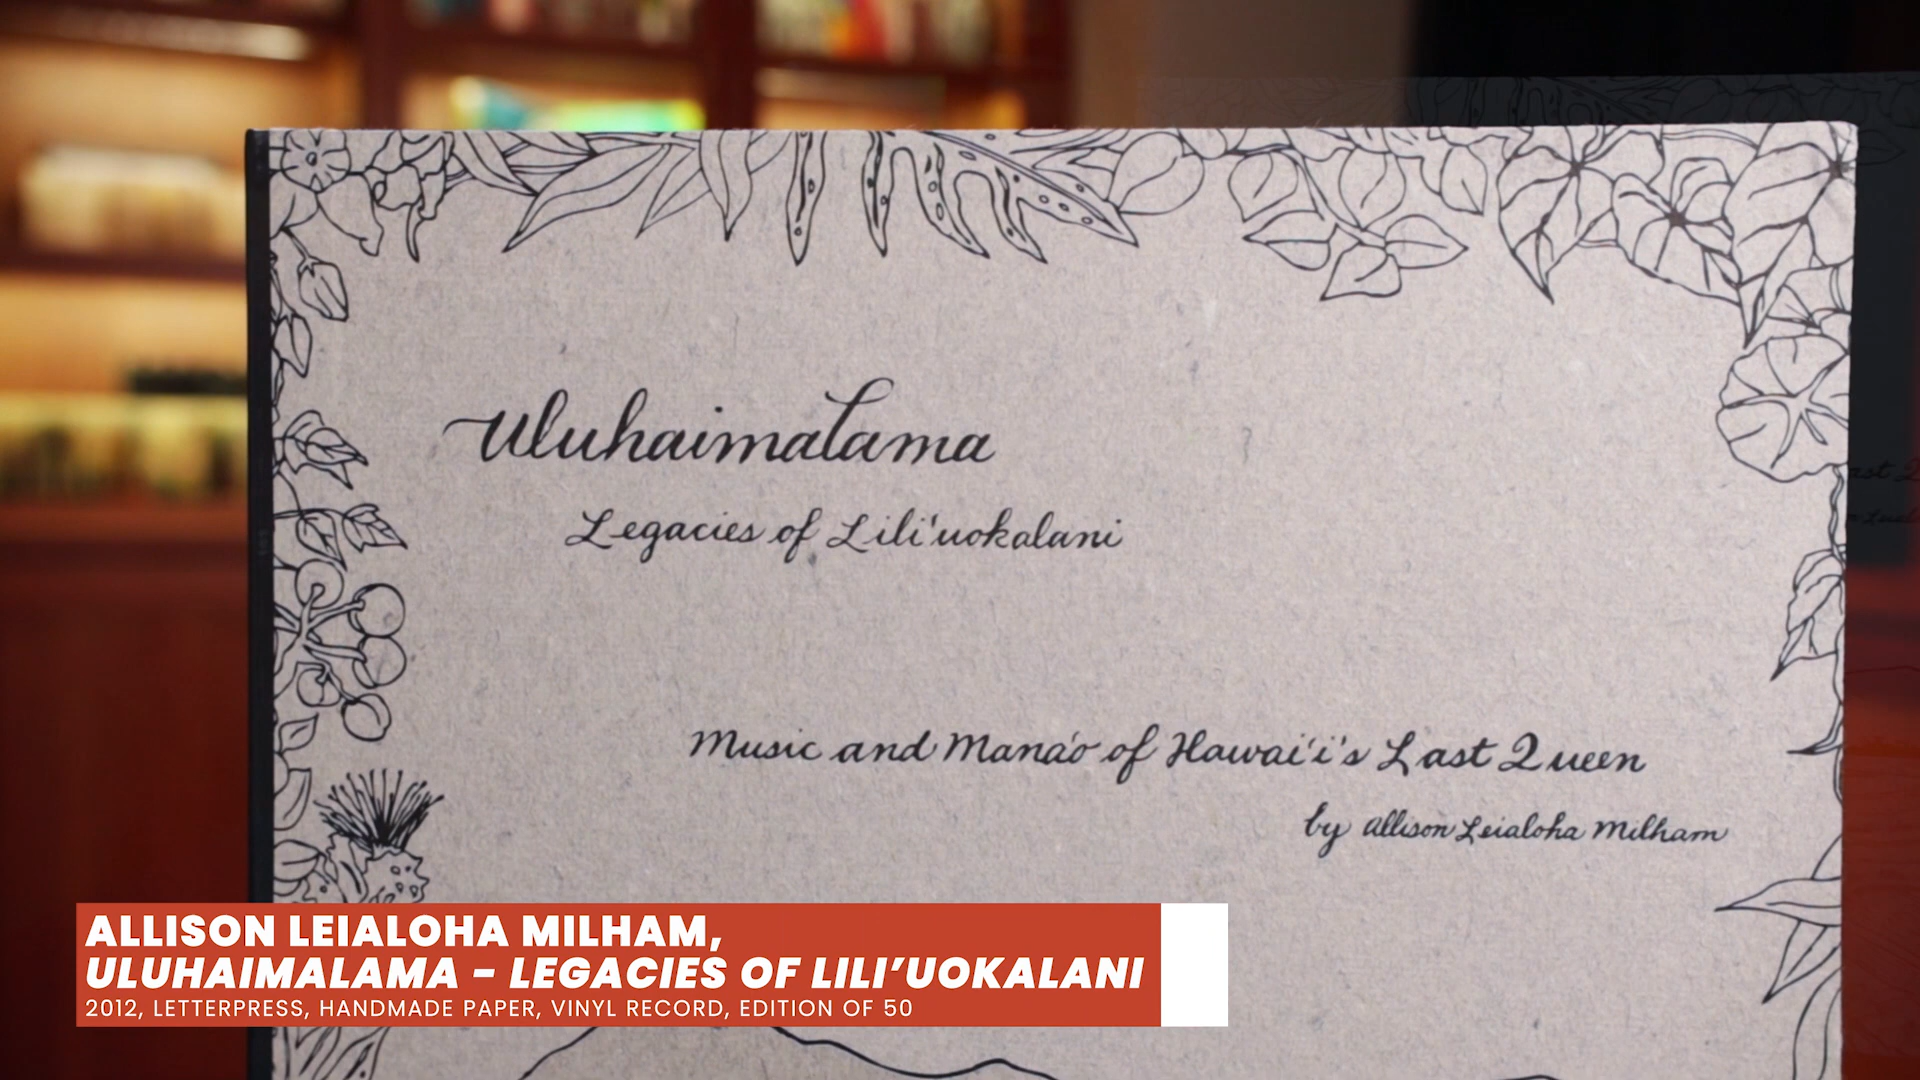 Uluhaimalama
Legacies of Lili'uokalani
Music and Mana'o of Hawai'i's Last Queen
by Allison Leialoha Milham
ALLISON LEIALOHA MILHAM,
ULULHAIMALAMA – LEGACIES OF LILI’UOKALANI
2012, LETTERPRESS, HANDMADE PAPER, VINYL RECORD, EDITION OF 50